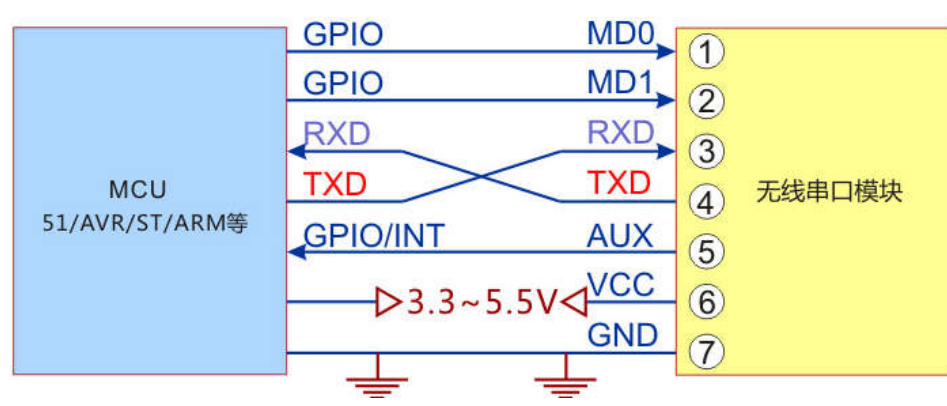 GPIO MD0 ①
GPIO MD1 ②
RXD RXD ③
TXD TXD ④
MCU
51/AVR/ST/ARM等
无线串口模块
GPIO/INT AUX ⑤
3.3~5.5V VCC ⑥
GND ⑦